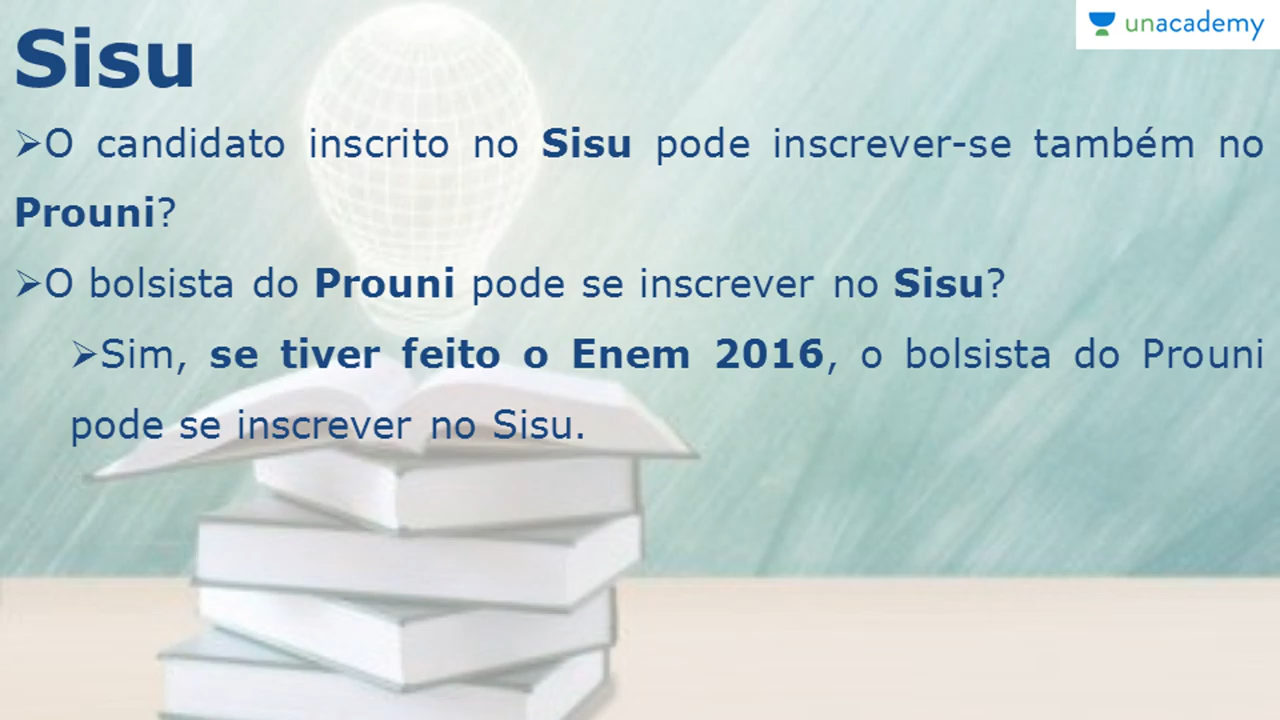 Sisu
unacademy
➢O candidato inscrito no Sisu pode inscrever-se também no
Prouni?
➢O bolsista do Prouni pode se inscrever no Sisu?
➢Sim, se tiver feito o Enem 2016, o bolsista do Prouni
pode se inscrever no Sisu.